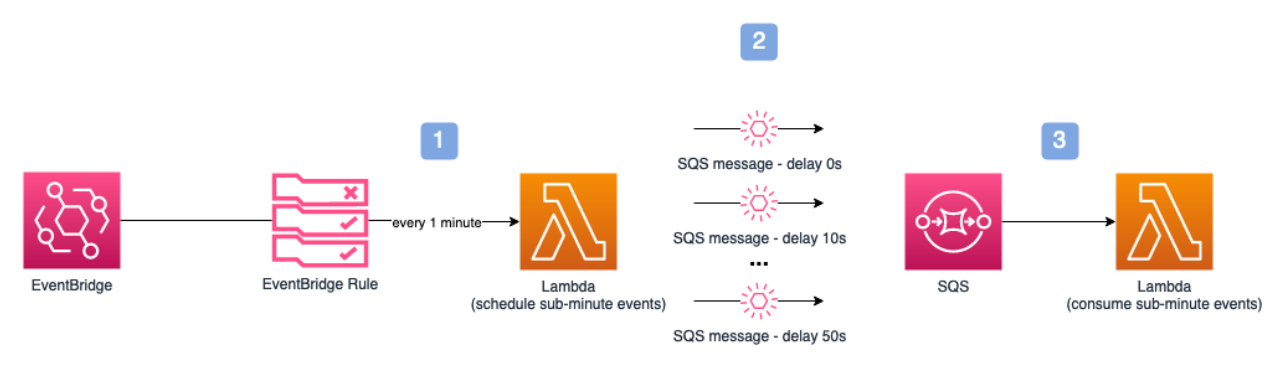 2
1
3
SQS message - delay 0s
every 1 minute
SQS message - delay 10s
...
EventBridge
EventBridge Rule
Lambda
(schedule sub-minute events)
SQS
Lambda
(consume sub-minute events)
SQS message - delay 50s